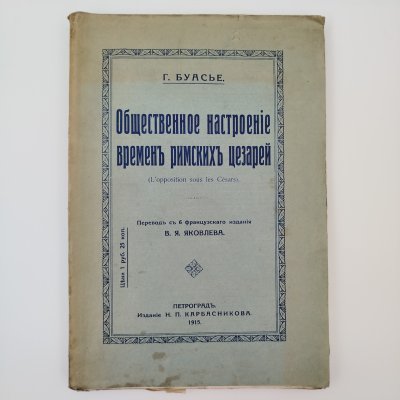 Г. БУАСЬЕ.
Общественное настроеніе
временъ римскихъ цезарей
(L'opposition sous les Césars).
Переводъ съ 6 французскаго изданія
В. Я. ЯКОВЛЕВА.
Цѣна 1 руб. 25 коп.
ПЕТРОГРАДЪ.
Изданіе Н. П. КАРБАСНИКОВА.
1915.